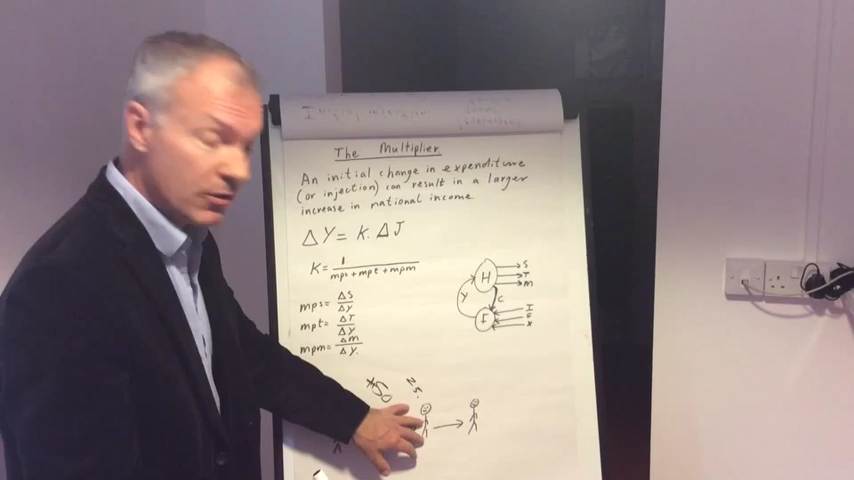 The Multiplier
An initial change in expenditure
(or injection) can result in a larger
increase in national income.
ΔY = K. ΔJ
K = 1
mps + mpt + mpm
mps = ΔS
ΔY
mpt = ΔT
ΔY
mpm = ΔM
ΔY.
H
S
T
M
Y
C
F
I
G
X